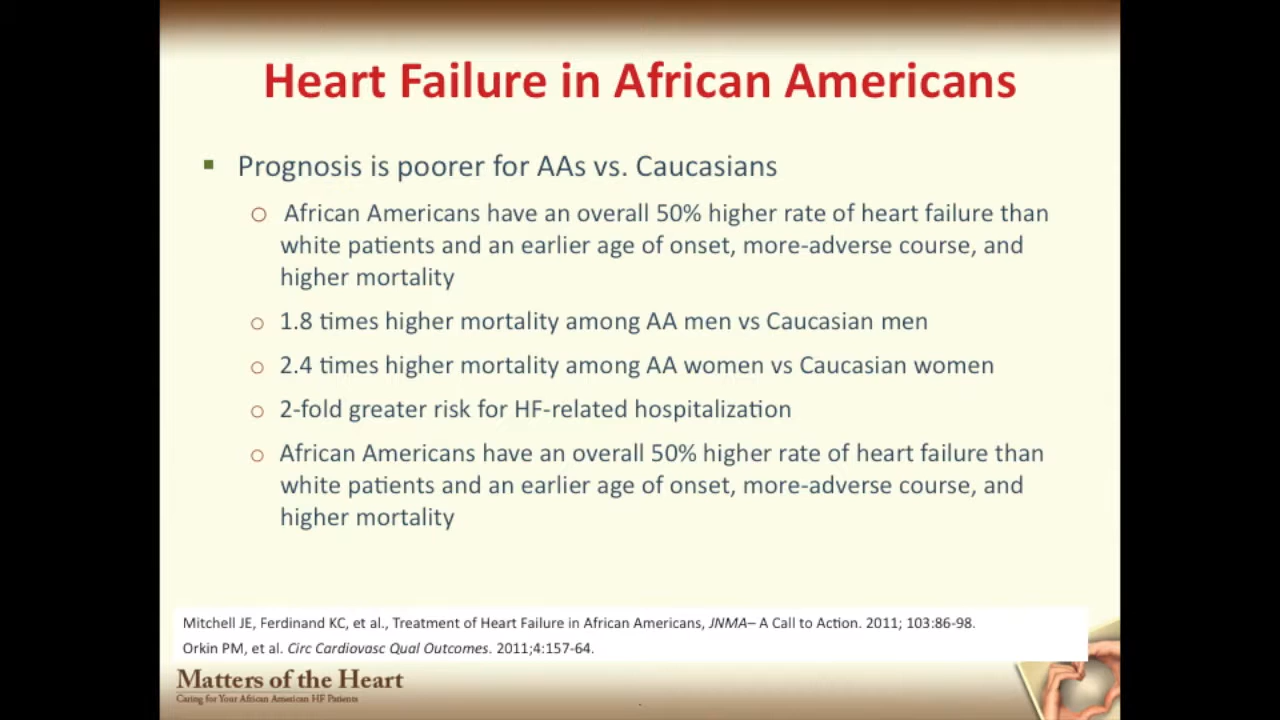 Heart Failure in African Americans
Prognosis is poorer for AAs vs. Caucasians
African Americans have an overall 50% higher rate of heart failure than
white patients and an earlier age of onset, more-adverse course, and
higher mortality
1.8 times higher mortality among AA men vs Caucasian men
2.4 times higher mortality among AA women vs Caucasian women
2-fold greater risk for HF-related hospitalization
African Americans have an overall 50% higher rate of heart failure than
white patients and an earlier age of onset, more-adverse course, and
higher mortality
Mitchell JE, Ferdinand KC, et al., Treatment of Heart Failure in African Americans, JNMA– A Call to Action. 2011; 103:86-98.
Orkin PM, et al. Circ Cardiovasc Qual Outcomes. 2011;4:157-64.
Matters of the Heart
Caring for Your African American HF Patients